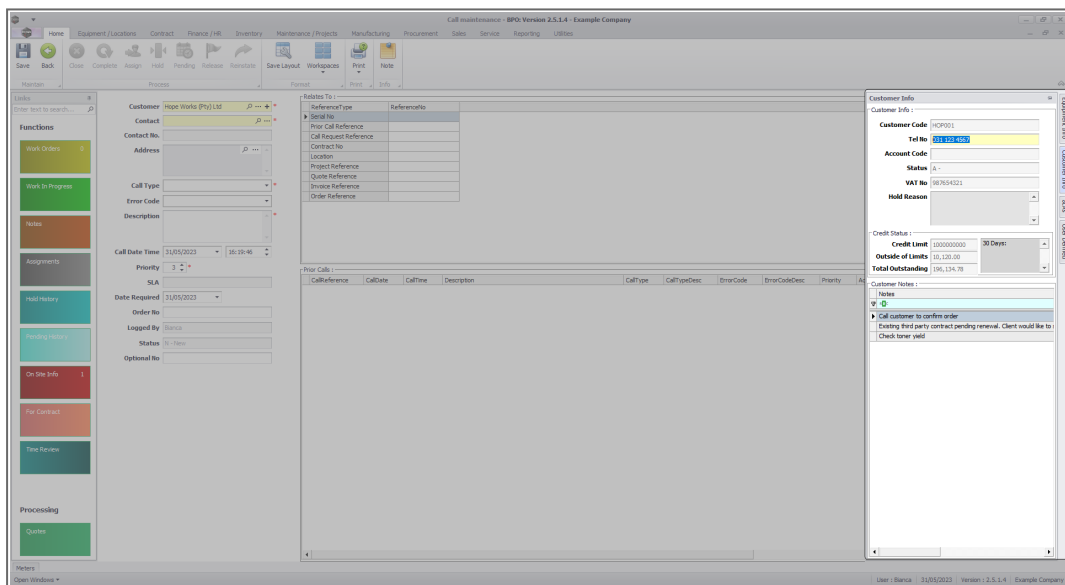 Call maintenance - BPO: Version 2.5.1.4 - Example Company
Home Equipment / Locations Contract Finance / HR Inventory Maintenance / Projects Manufacturing Procurement Sales Service Reporting Utilities
Save Back Close Complete Assign Hold Pending Release Reinstate Save Layout Workspaces Print Note
Maintain Process Format Print Info
Links
Enter text to search...
Functions
Work Orders 0
Work In Progress
Notes
Assignments
Hold History
Pending History
On Site Info 1
For Contract
Time Review
Processing
Quotes
Customer Hope Works (Pty) Ltd *
Contact *
Contact No.
Address
Call Type *
Error Code
Description *
Call Date Time 31/05/2023 16:19:46
Priority 3 *
SLA
Date Required 31/05/2023
Order No
Logged By Bianca
Status N - New
Optional No
Relates To :
ReferenceType ReferenceNo
Serial No
Prior Call Reference
Call Request Reference
Contract No
Location
Project Reference
Quote Reference
Invoice Reference
Order Reference
Prior Calls :
CallReference CallDate CallTime Description CallType CallTypeDesc ErrorCode ErrorCodeDesc Priority
Customer Info
Customer Info :
Customer Code HOP001
Tel No 031 123 4567
Account Code
Status A -
VAT No 987654321
Hold Reason
Credit Status :
Credit Limit 1000000000 30 Days:
Outside of Limits 10,120.00
Total Outstanding 196,134.78
Customer Notes :
Notes
Call customer to confirm order
Existing third party contract pending renewal. Client would like to
Check toner yield
Equipment Info
Customer Info
User Defined
Meters
Open Windows
User : Bianca 31/05/2023 Version : 2.5.1.4 Example Company